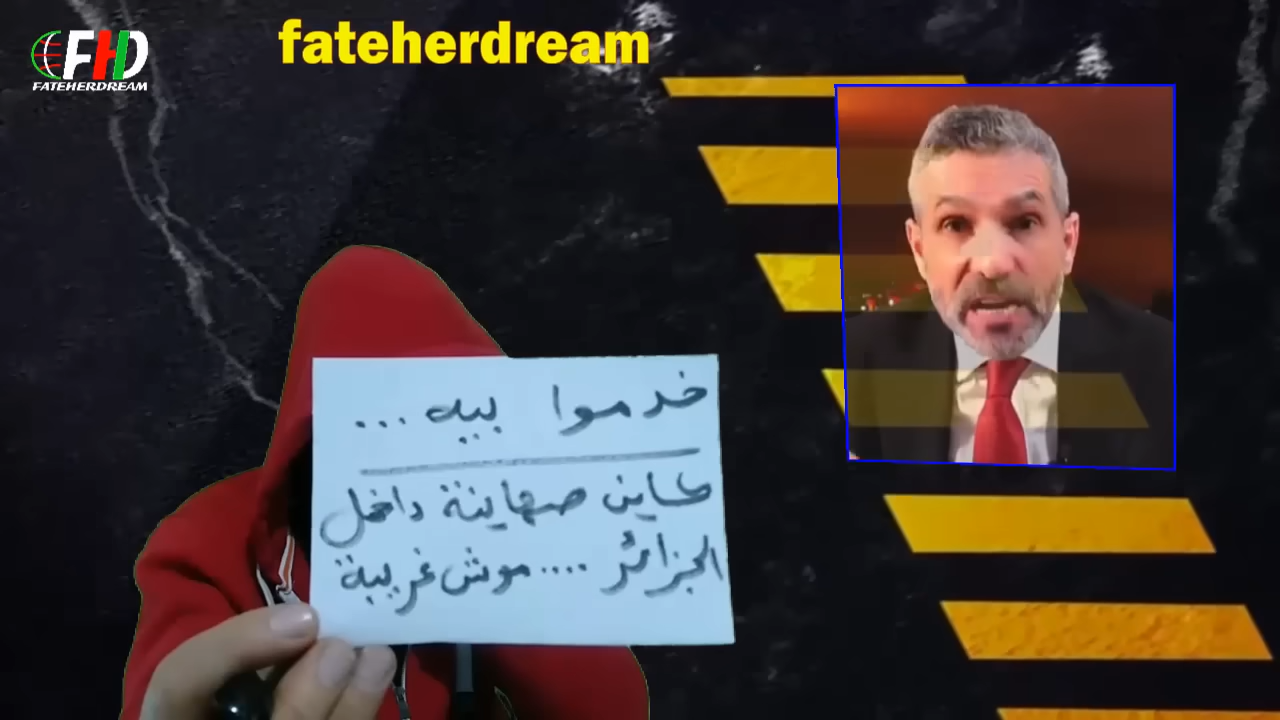 FHD
FATEHERDREAM
fateherdream
خدموا بيه ...
كاين صهاينة داخل
الجزائر .... موش غريبة